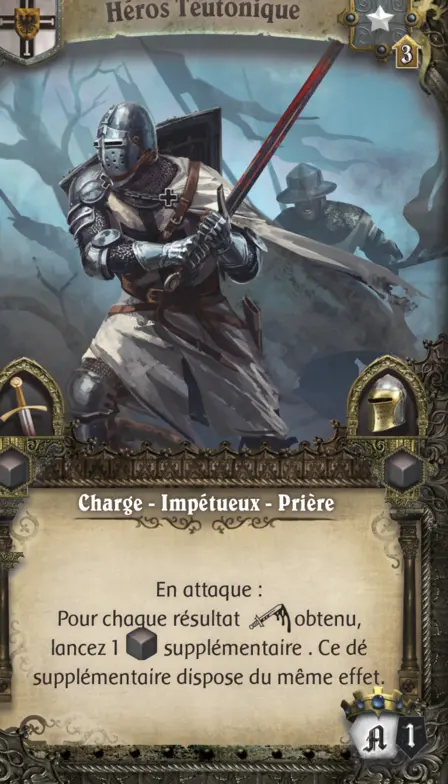 Héros Teutonique
3
Charge - Impétueux - Prière
En attaque :
Pour chaque résultat obtenu,
lancez 1 supplémentaire . Ce dé
supplémentaire dispose du même effet.
A 1